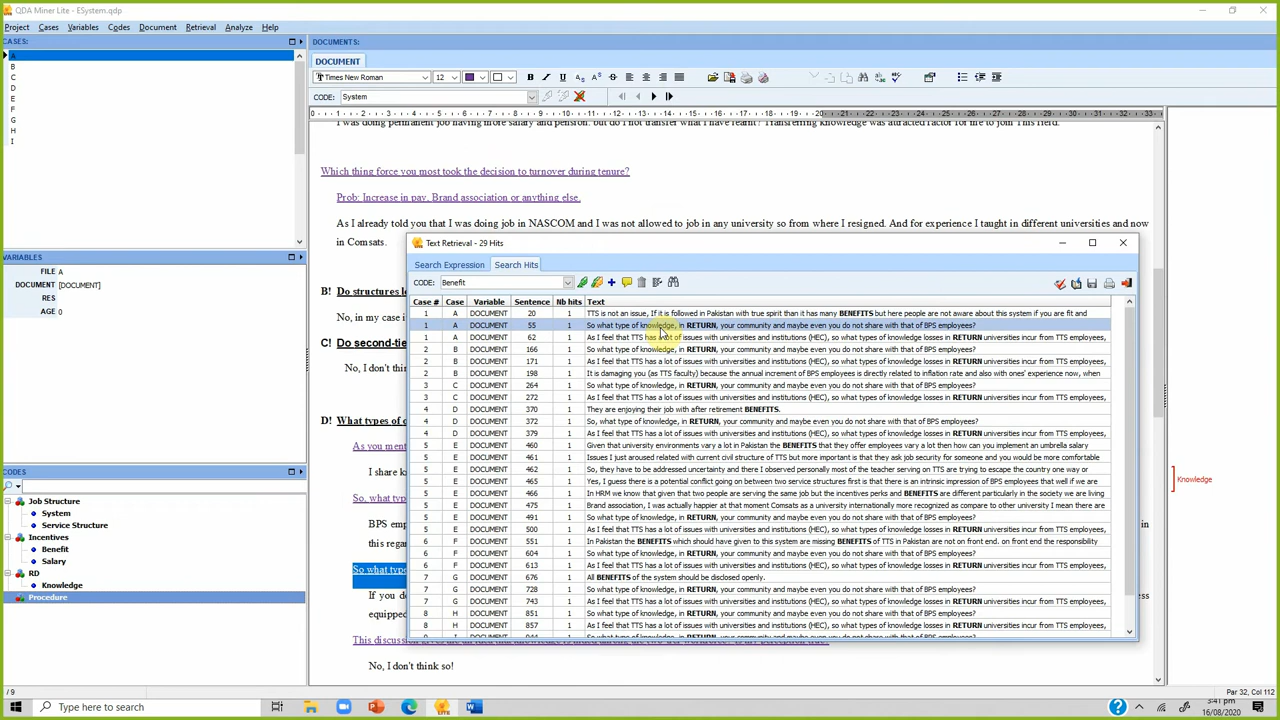 QDA Miner Lite - ESystem.qdp
Project Cases Variables Codes Document Retrieval Analyze Help
CASES:
A
B
C
D
E
F
G
H
I
VARIABLES
FILE A
DOCUMENT [DOCUMENT]
RES
AGE 0
CODES
Job Structure
System
Service Structure
Incentives
Benefit
Salary
RD
Knowledge
Procedure
DOCUMENTS:
DOCUMENT
Times New Roman 12
CODE: System
I was doing permanent job having more salary and pension. but do I not transfer what I have learnt? Transferring knowledge was attracted factor for me to join This field.
Which thing force you most took the decision to turnover during tenure?
Prob: Increase in pay, Brand association or anything else.
As I already told you that I was doing job in NASCOM and I was not allowed to job in any university so from where I resigned. And for experience I taught in different universities and now
in Comsats.
B! Do structures l
No, in my case i
C! Do second-tie
No, I don't thin
D! What types of
As you ment
I share k
So, what typ
BPS emp
in
this regar
So what type
If you d
ess
equipped
No, I don't think so!
Knowledge
Text Retrieval - 29 Hits
Search Expression Search Hits
CODE: Benefit
Case # Case Variable Sentence Nb hits Text
1 A DOCUMENT 20 1 TTS is not an issue, If it is followed in Pakistan with true spirit than it has many BENEFITS but here people are not aware about this system if you are fit and
1 A DOCUMENT 55 1 So what type of knowledge, in RETURN, your community and maybe even you do not share with that of BPS employees?
1 A DOCUMENT 62 1 As I feel that TTS has a lot of issues with universities and institutions (HEC), so what types of knowledge losses in RETURN universities incur from TTS employees,
2 B DOCUMENT 166 1 So what type of knowledge, in RETURN, your community and maybe even you do not share with that of BPS employees?
2 B DOCUMENT 171 1 As I feel that TTS has a lot of issues with universities and institutions (HEC), so what types of knowledge losses in RETURN universities incur from TTS employees,
2 B DOCUMENT 198 1 It is damaging you (as TTS faculty) because the annual increment of BPS employees is directly related to inflation rate and also with ones' experience now, when
3 C DOCUMENT 264 1 So what type of knowledge, in RETURN, your community and maybe even you do not share with that of BPS employees?
3 C DOCUMENT 272 1 As I feel that TTS has a lot of issues with universities and institutions (HEC), so what types of knowledge losses in RETURN universities incur from TTS employees,
4 D DOCUMENT 370 1 They are enjoying their job with after retirement BENEFITS.
4 D DOCUMENT 372 1 So, what type of knowledge, in RETURN, your community and maybe even you do not share with that of BPS employees?
4 D DOCUMENT 379 1 As I feel that TTS has a lot of issues with universities and institutions (HEC), so what types of knowledge losses in RETURN universities incur from TTS employees,
5 E DOCUMENT 460 1 Given that university environments vary a lot in Pakistan the BENEFITS that they offer employees vary a lot then how can you implement an umbrella salary
5 E DOCUMENT 461 1 Issues I just aroused related with current civil structure of TTS but more important is that they ask job security for someone and you would be more comfortable
5 E DOCUMENT 462 1 So, they have to be addressed uncertainty and there I observed personally most of the teacher serving on TTS are trying to escape the country one way or
5 E DOCUMENT 465 1 Yes, I guess there is a potential conflict going on between two service structures first is that there is an intrinsic impression of BPS employees that well if we are
5 E DOCUMENT 466 1 In HRM we know that given that two people are serving the same job but the incentives perks and BENEFITS are different particularly in the society we are living
5 E DOCUMENT 475 1 Brand association, I was actually happier at that moment Comsats as a university internationally more recognized as compare to other university I mean there are
5 E DOCUMENT 491 1 So what type of knowledge, in RETURN, your community and maybe even you do not share with that of BPS employees?
5 E DOCUMENT 500 1 As I feel that TTS has a lot of issues with universities and institutions (HEC), so what types of knowledge losses in RETURN universities incur from TTS employees,
6 F DOCUMENT 551 1 In Pakistan the BENEFITS which should have given to this system are missing BENEFITS of TTS in Pakistan are not on front end. on front end the responsibility
6 F DOCUMENT 604 1 So what type of knowledge, in RETURN, your community and maybe even you do not share with that of BPS employees?
6 F DOCUMENT 613 1 As I feel that TTS has a lot of issues with universities and institutions (HEC), so what types of knowledge losses in RETURN universities incur from TTS employees,
7 G DOCUMENT 676 1 All BENEFITS of the system should be disclosed openly.
7 G DOCUMENT 728 1 So what type of knowledge, in RETURN, your community and maybe even you do not share with that of BPS employees?
7 G DOCUMENT 743 1 As I feel that TTS has a lot of issues with universities and institutions (HEC), so what types of knowledge losses in RETURN universities incur from TTS employees,
8 H DOCUMENT 851 1 So what type of knowledge, in RETURN, your community and maybe even you do not share with that of BPS employees?
8 H DOCUMENT 857 1 As I feel that TTS has a lot of issues with universities and institutions (HEC), so what types of knowledge losses in RETURN universities incur from TTS employees,
/ 9
Par 32, Col 112
Type here to search
3:41 pm
16/08/2020